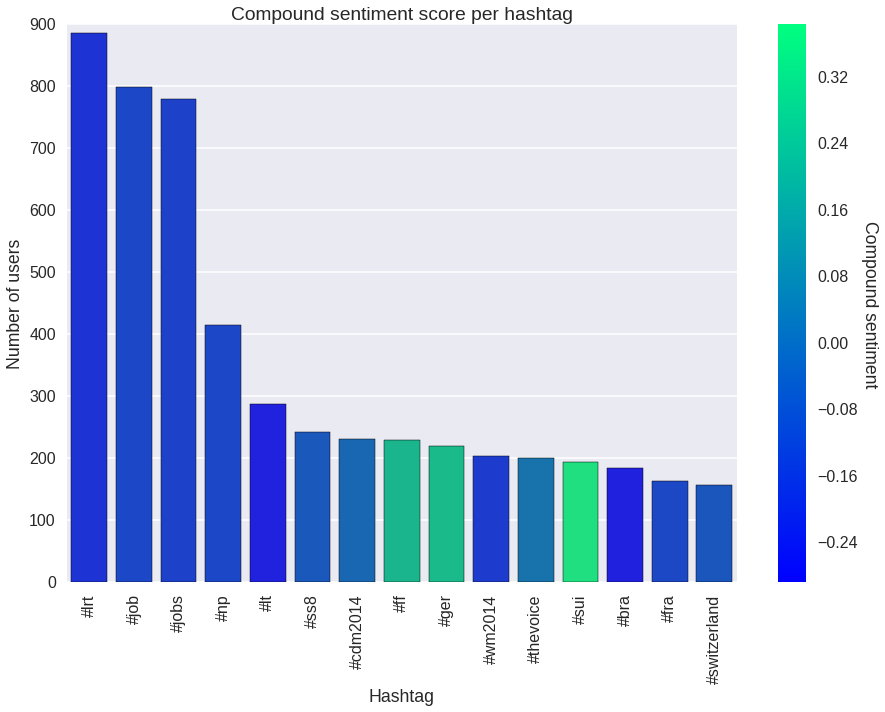 Compound sentiment score per hashtag
900
800
700
600
500
400
300
200
100
0
Number of users
#lrt
#job
#jobs
#np
#lt
#ss8
#cdm2014
#ff
#ger
#wm2014
#thevoice
#sui
#bra
#fra
#switzerland
Hashtag
0.32
0.24
0.16
0.08
0.00
−0.08
−0.16
−0.24
Compound sentiment